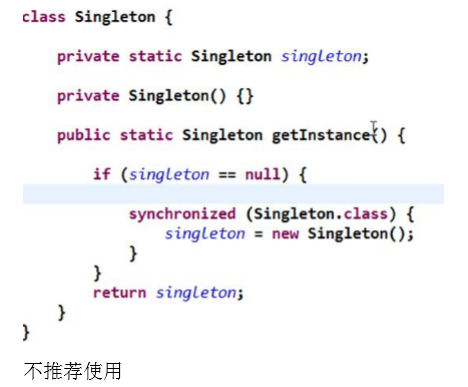 class Singleton {
private static Singleton singleton;
private Singleton() {}
public static Singleton getInstance() {
if (singleton == null) {
synchronized (Singleton.class) {
singleton = new Singleton();
}
}
return singleton;
}
}
不推荐使用